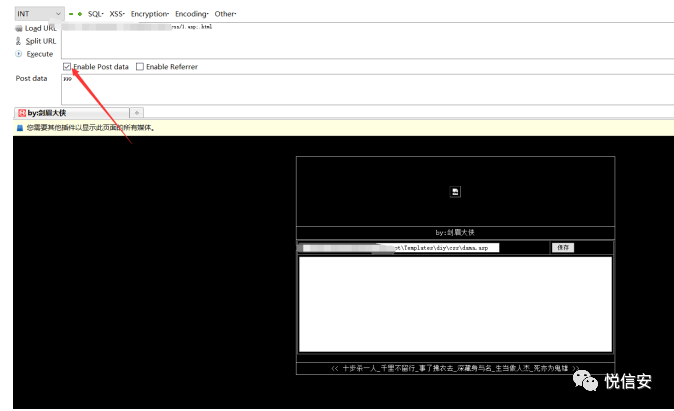 INT SQL- XSS- Encryption- Encoding- Other-
Load URL css/1.asp;.html
Split URL
Execute
Enable Post data Enable Referrer
Post data
by:剑眉大侠
您需要其他插件以显示此页面的所有媒体。
by:剑眉大侠
ot\Templates\diy\css\dama.asp 保存
<< 十步杀一人_千里不留行_事了拂衣去_深藏身与名_生当做人杰_死亦为鬼雄 >>
悦信安